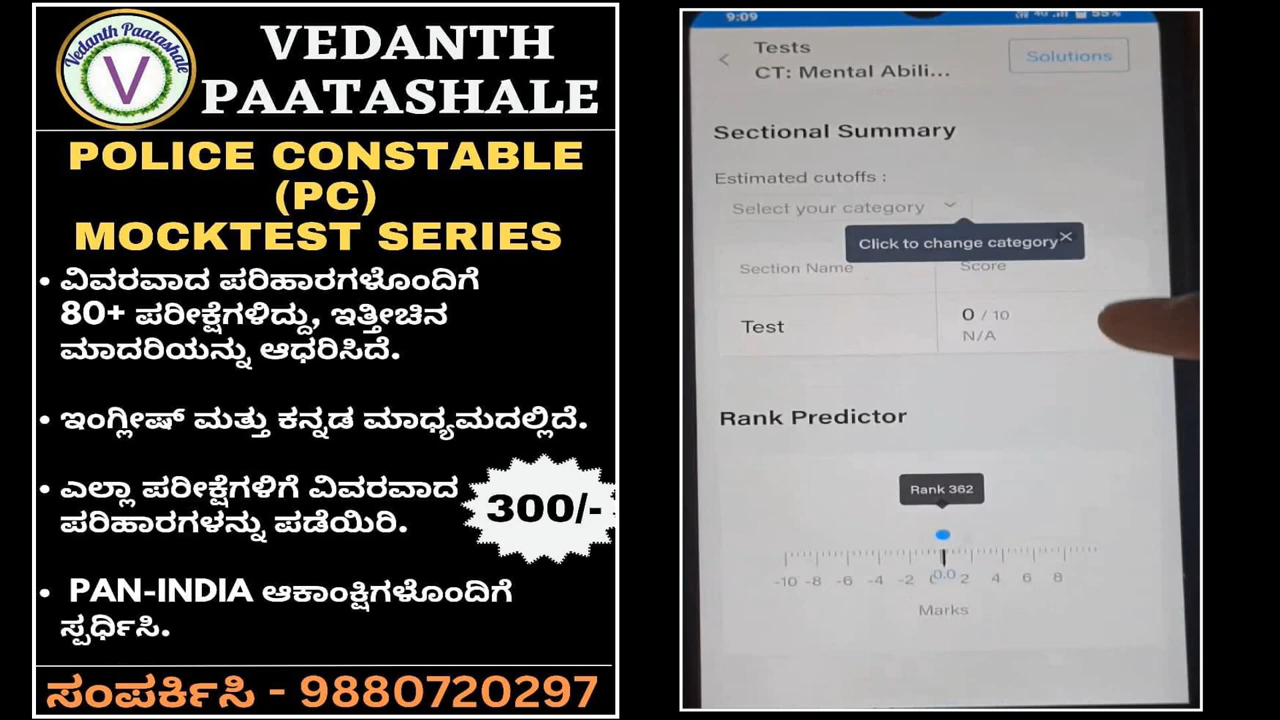 Vedanth Paatashale
V
VEDANTH
PAATASHALE
POLICE CONSTABLE
(PC)
MOCKTEST SERIES
• ವಿವರವಾದ ಪರಿಹಾರಗಳೊಂದಿಗೆ
80+ ಪರೀಕ್ಷೆಗಳಿದ್ದು, ಇತ್ತೀಚಿನ
ಮಾದರಿಯನ್ನು ಆಧರಿಸಿದೆ.
• ಇಂಗ್ಲೀಷ್ ಮತ್ತು ಕನ್ನಡ ಮಾಧ್ಯಮದಲ್ಲಿದೆ.
• ಎಲ್ಲಾ ಪರೀಕ್ಷೆಗಳಿಗೆ ವಿವರವಾದ
ಪರಿಹಾರಗಳನ್ನು ಪಡೆಯಿರಿ.
300/-
• PAN-INDIA ಆಕಾಂಕ್ಷಿಗಳೊಂದಿಗೆ
ಸ್ಪರ್ಧಿಸಿ.
ಸಂಪರ್ಕಿಸಿ - 9880720297
9:09
4G 55%
Tests
CT: Mental Abili...
Solutions
Sectional Summary
Estimated cutoffs :
Select your category
Click to change category
Section Name Score
Test 0 / 10
N/A
Rank Predictor
Rank 362
-10 -8 -6 -4 -2 0.0 2 4 6 8
Marks